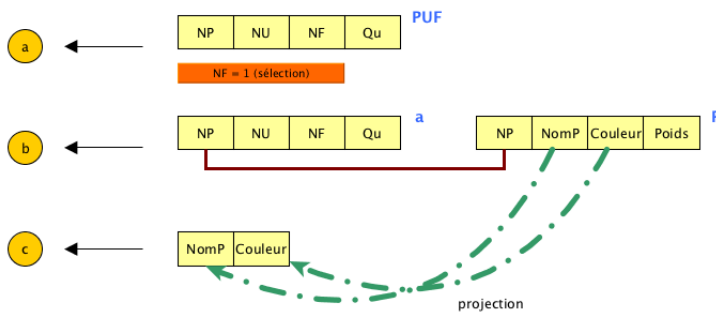 PUF
a
NP NU NF Qu
NF = 1 (sélection)
a
b
NP NU NF Qu
NP NomP Couleur Poids
c
NomP Couleur
projection